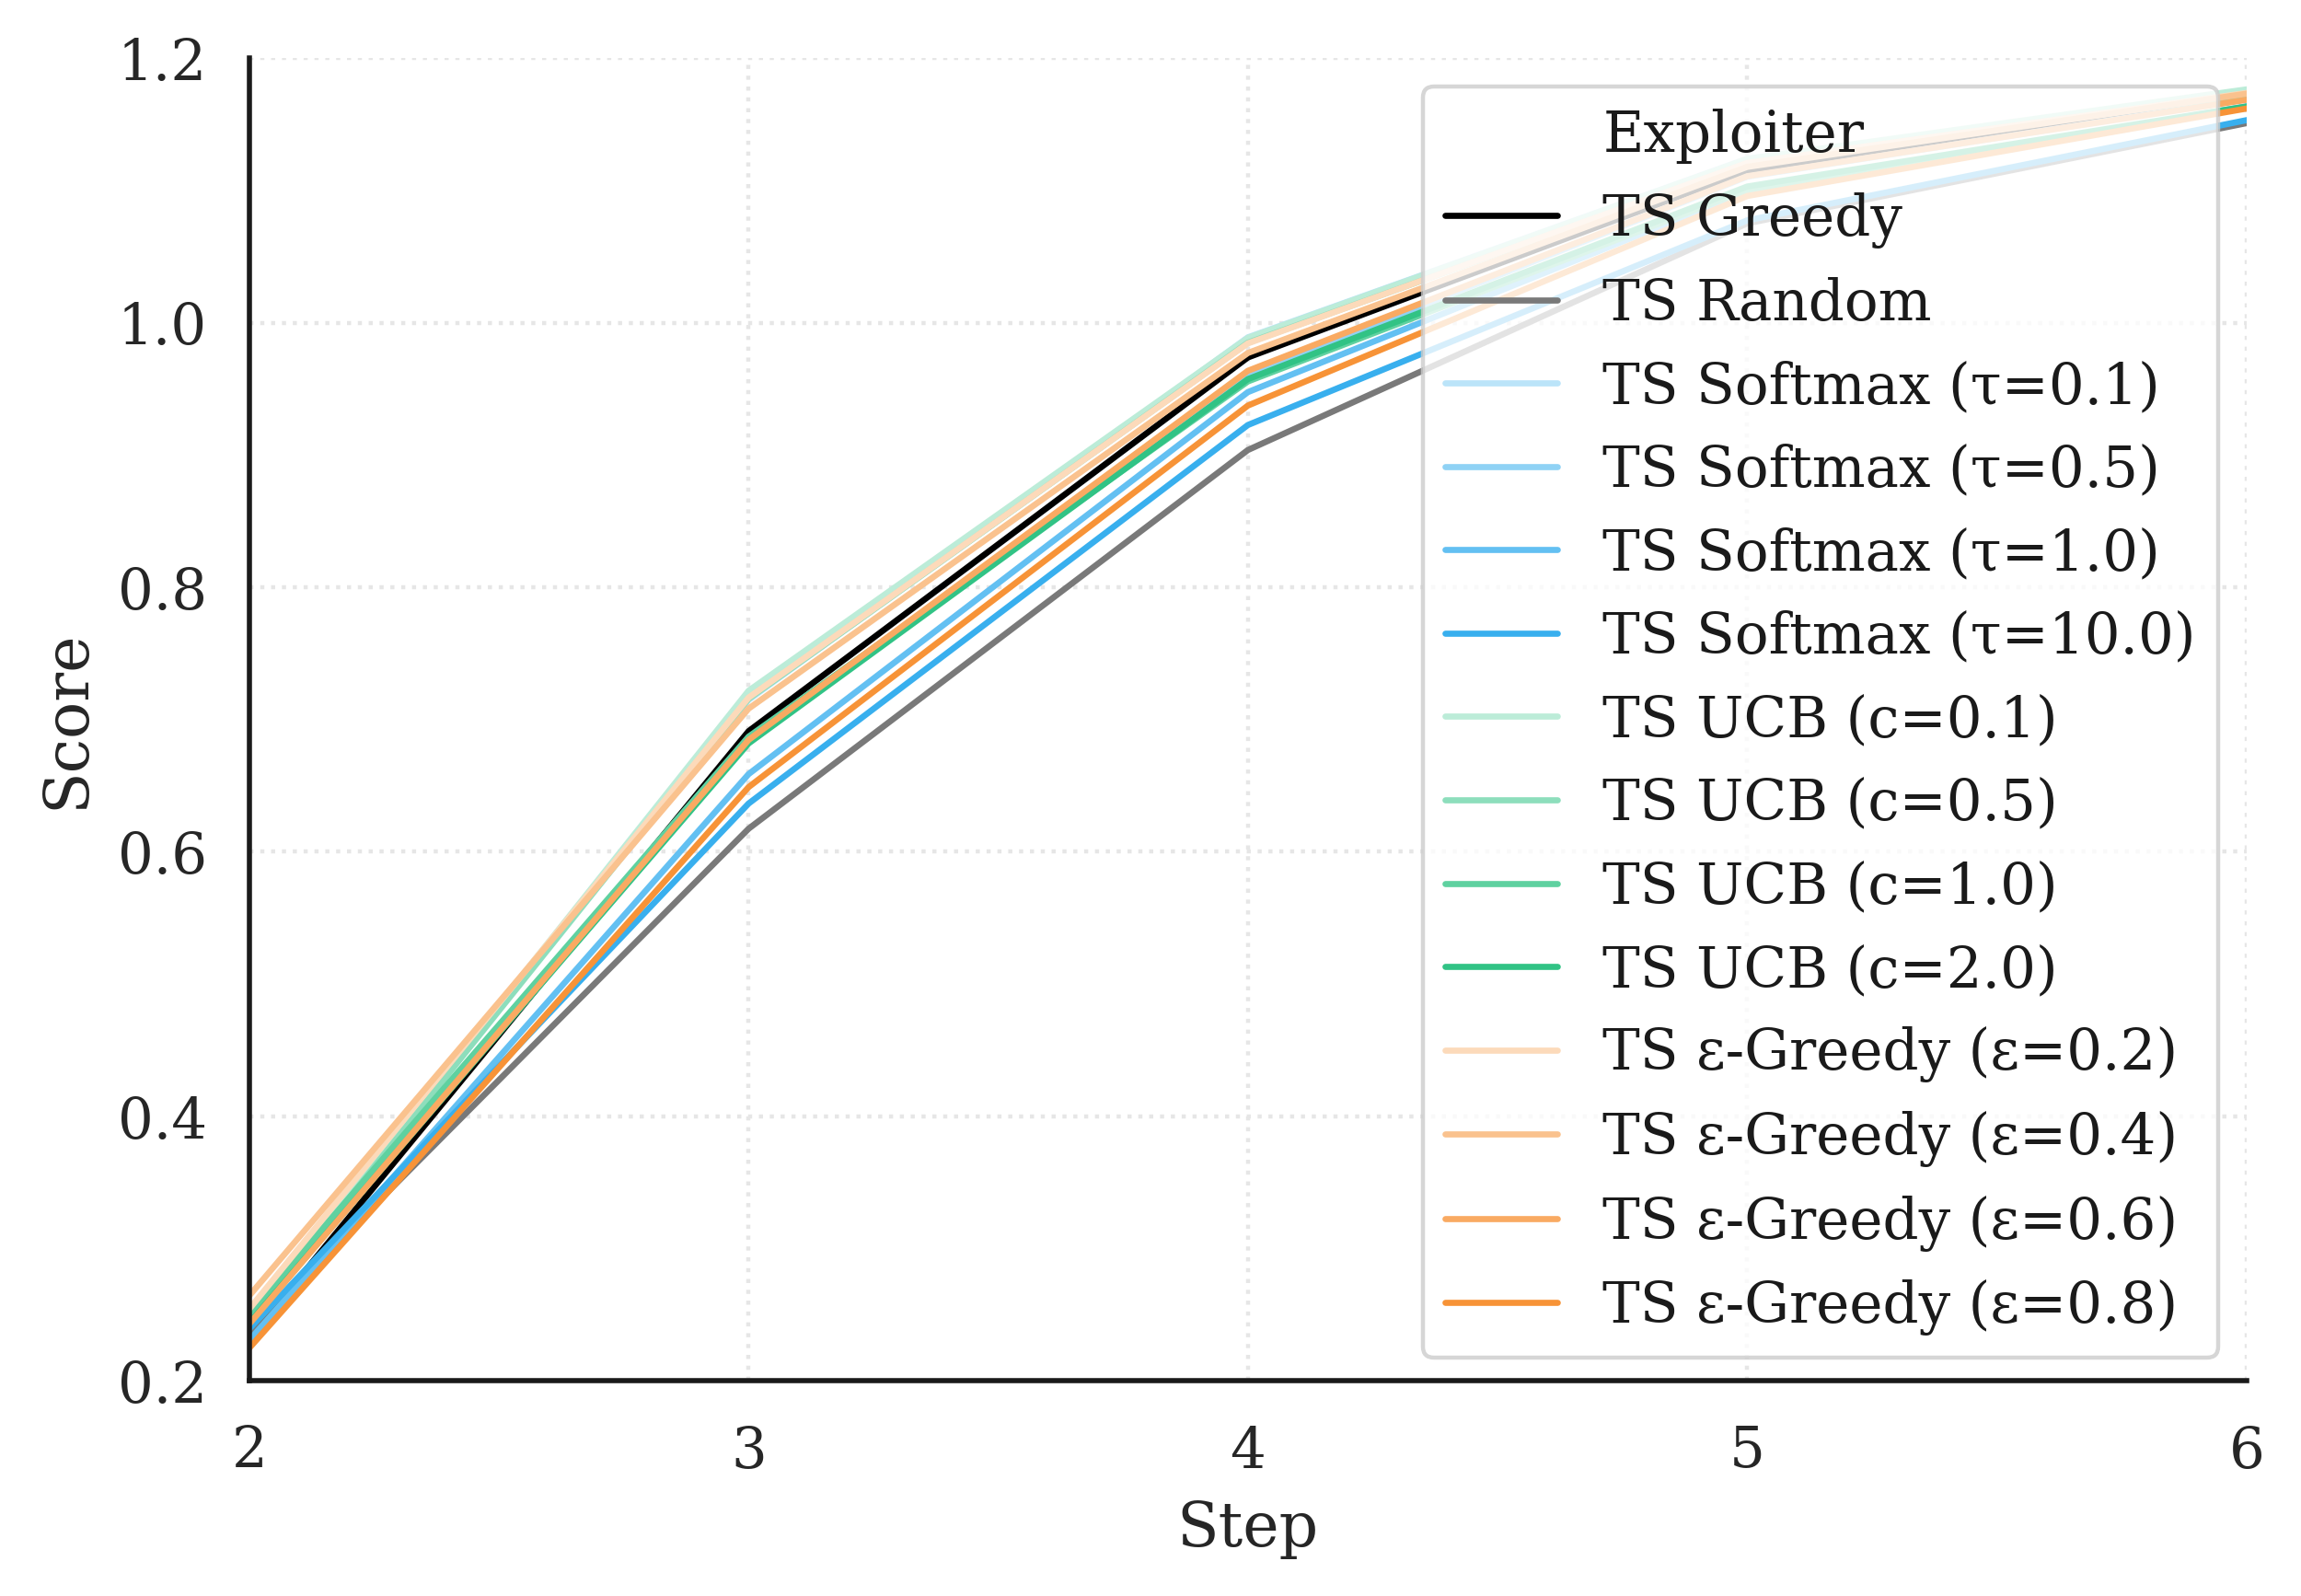 1.2
1.0
0.8
0.6
0.4
0.2
Score
2
3
4
5
6
Step
Exploiter
TS Greedy
TS Random
TS Softmax (τ=0.1)
TS Softmax (τ=0.5)
TS Softmax (τ=1.0)
TS Softmax (τ=10.0)
TS UCB (c=0.1)
TS UCB (c=0.5)
TS UCB (c=1.0)
TS UCB (c=2.0)
TS ε-Greedy (ε=0.2)
TS ε-Greedy (ε=0.4)
TS ε-Greedy (ε=0.6)
TS ε-Greedy (ε=0.8)